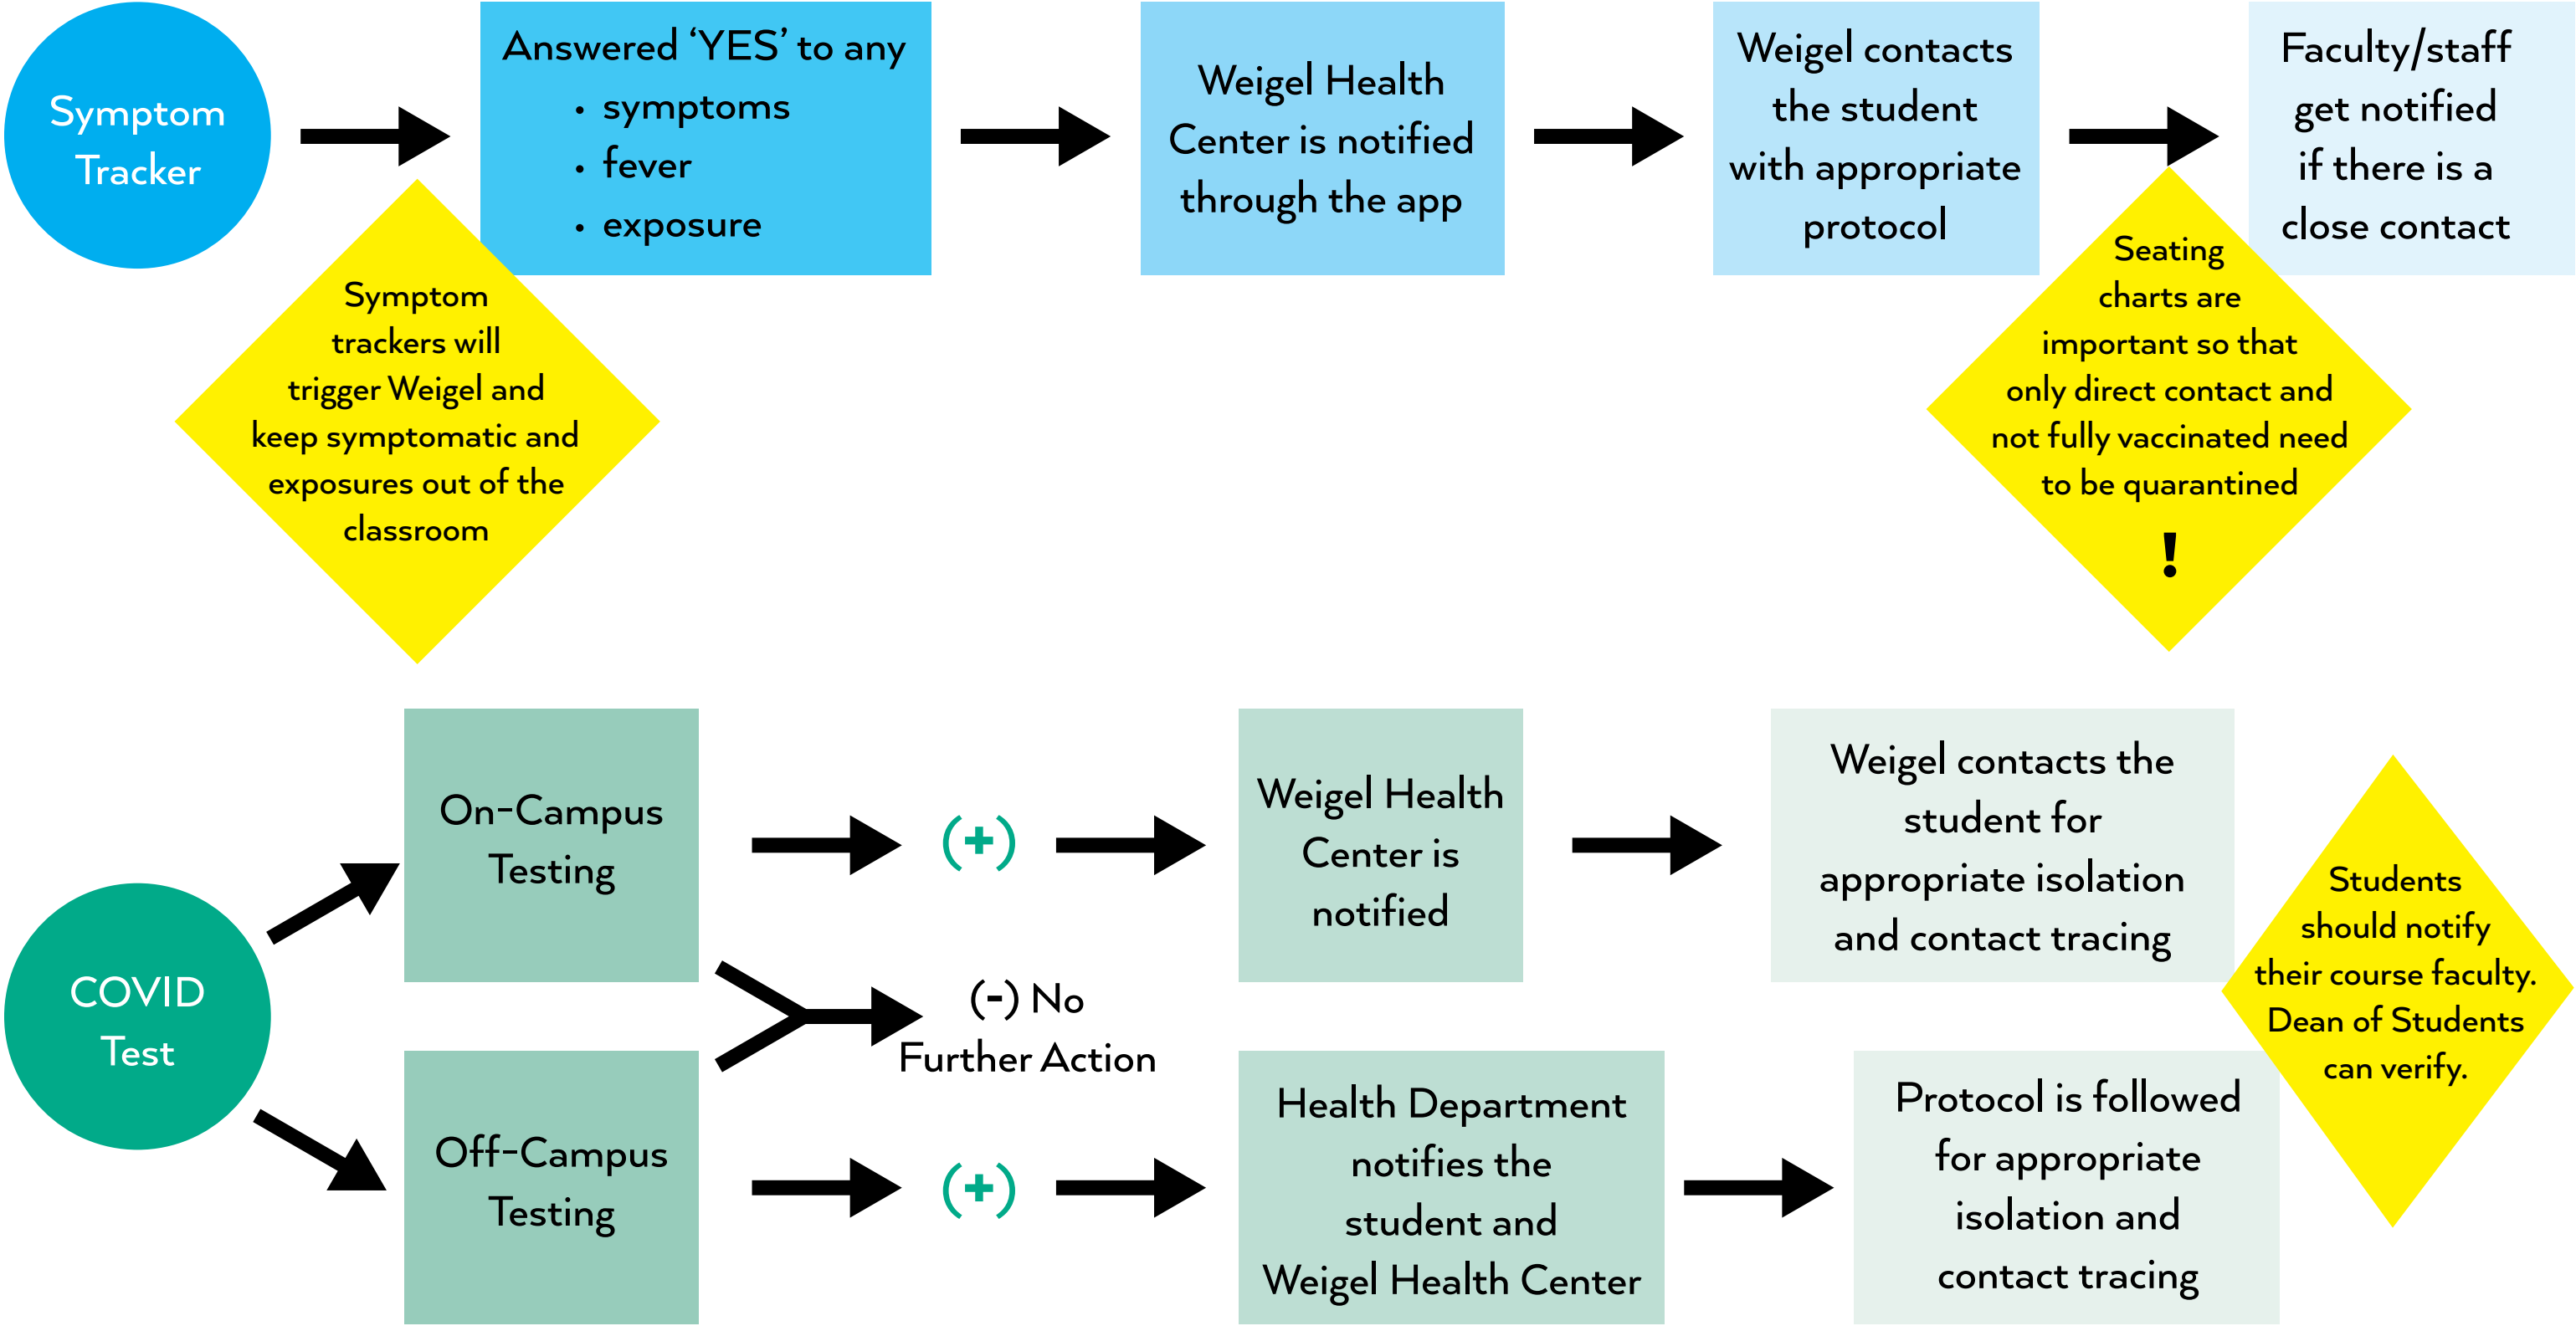 Symptom
Tracker
Answered ‘YES’ to any
• symptoms
• fever
• exposure
Weigel Health
Center is notified
through the app
Weigel contacts
the student
with appropriate
protocol
Faculty/staff
get notified
if there is a
close contact
Symptom
trackers will
trigger Weigel and
keep symptomatic and
exposures out of the
classroom
Seating
charts are
important so that
only direct contact and
not fully vaccinated need
to be quarantined
!
COVID
Test
On-Campus
Testing
(+)
Weigel Health
Center is
notified
Weigel contacts the
student for
appropriate isolation
and contact tracing
(-) No
Further Action
Off-Campus
Testing
(+)
Health Department
notifies the
student and
Weigel Health Center
Protocol is followed
for appropriate
isolation and
contact tracing
Students
should notify
their course faculty.
Dean of Students
can verify.